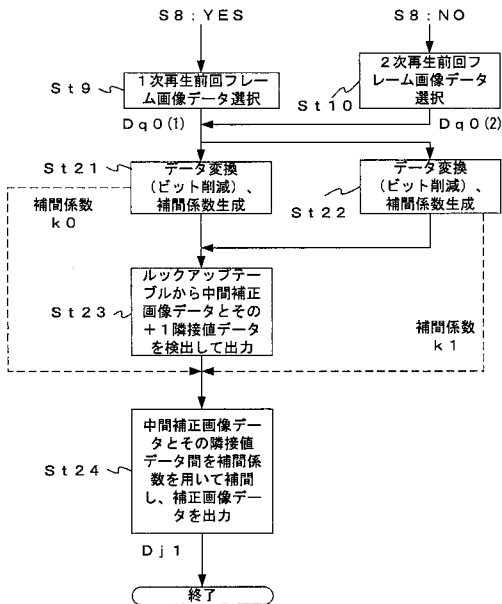 S8:YES
S8:NO
St9
1次再生前回フレー
ム画像データ選択
St10
2次再生前回フ
レーム画像データ
選択
Dq0(1)
Dq0(2)
St21
データ変換
(ビット削減)、
補間係数生成
St22
データ変換
(ビット削減)、
補間係数生成
補間係数
k0
St23
ルックアップテー
ブルから中間補正
画像データとその
+1隣接値データ
を検出して出力
補間係数
k1
St24
中間補正画像デー
タとその隣接値
データ間を補間係
数を用いて補間
し、補正画像デー
タを出力
Dj1
終了